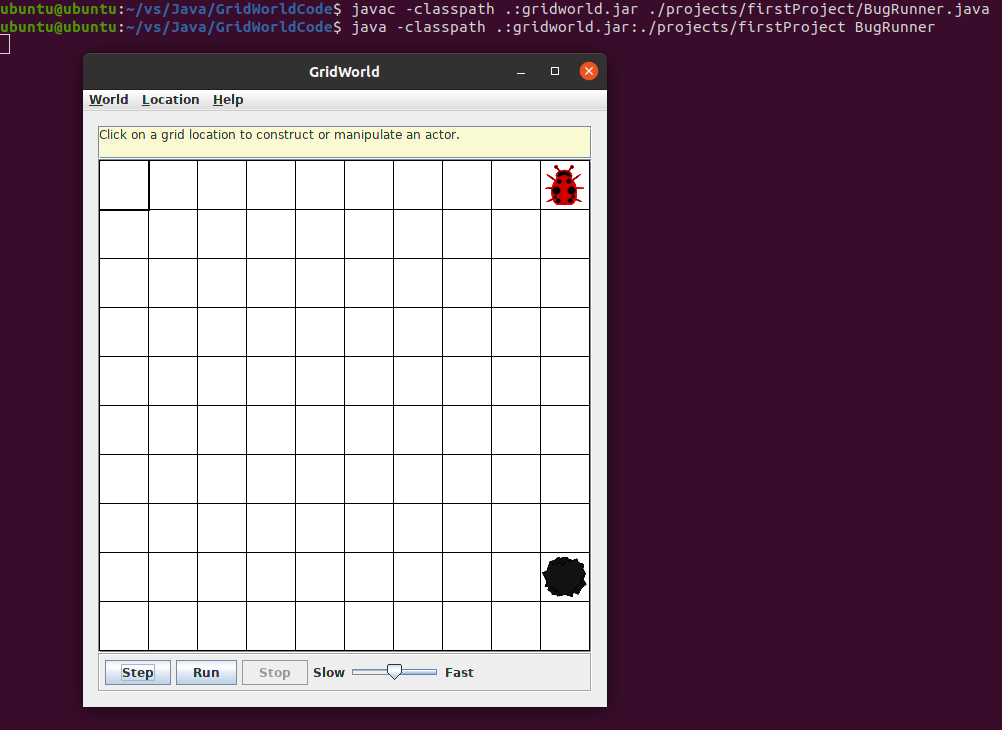 ubuntu@ubuntu:~/vs/Java/GridWorldCode$ javac -classpath .:gridworld.jar ./projects/firstProject/BugRunner.java
ubuntu@ubuntu:~/vs/Java/GridWorldCode$ java -classpath .:gridworld.jar:./projects/firstProject BugRunner
GridWorld
World Location Help
Click on a grid location to construct or manipulate an actor.
Step Run Stop Slow Fast